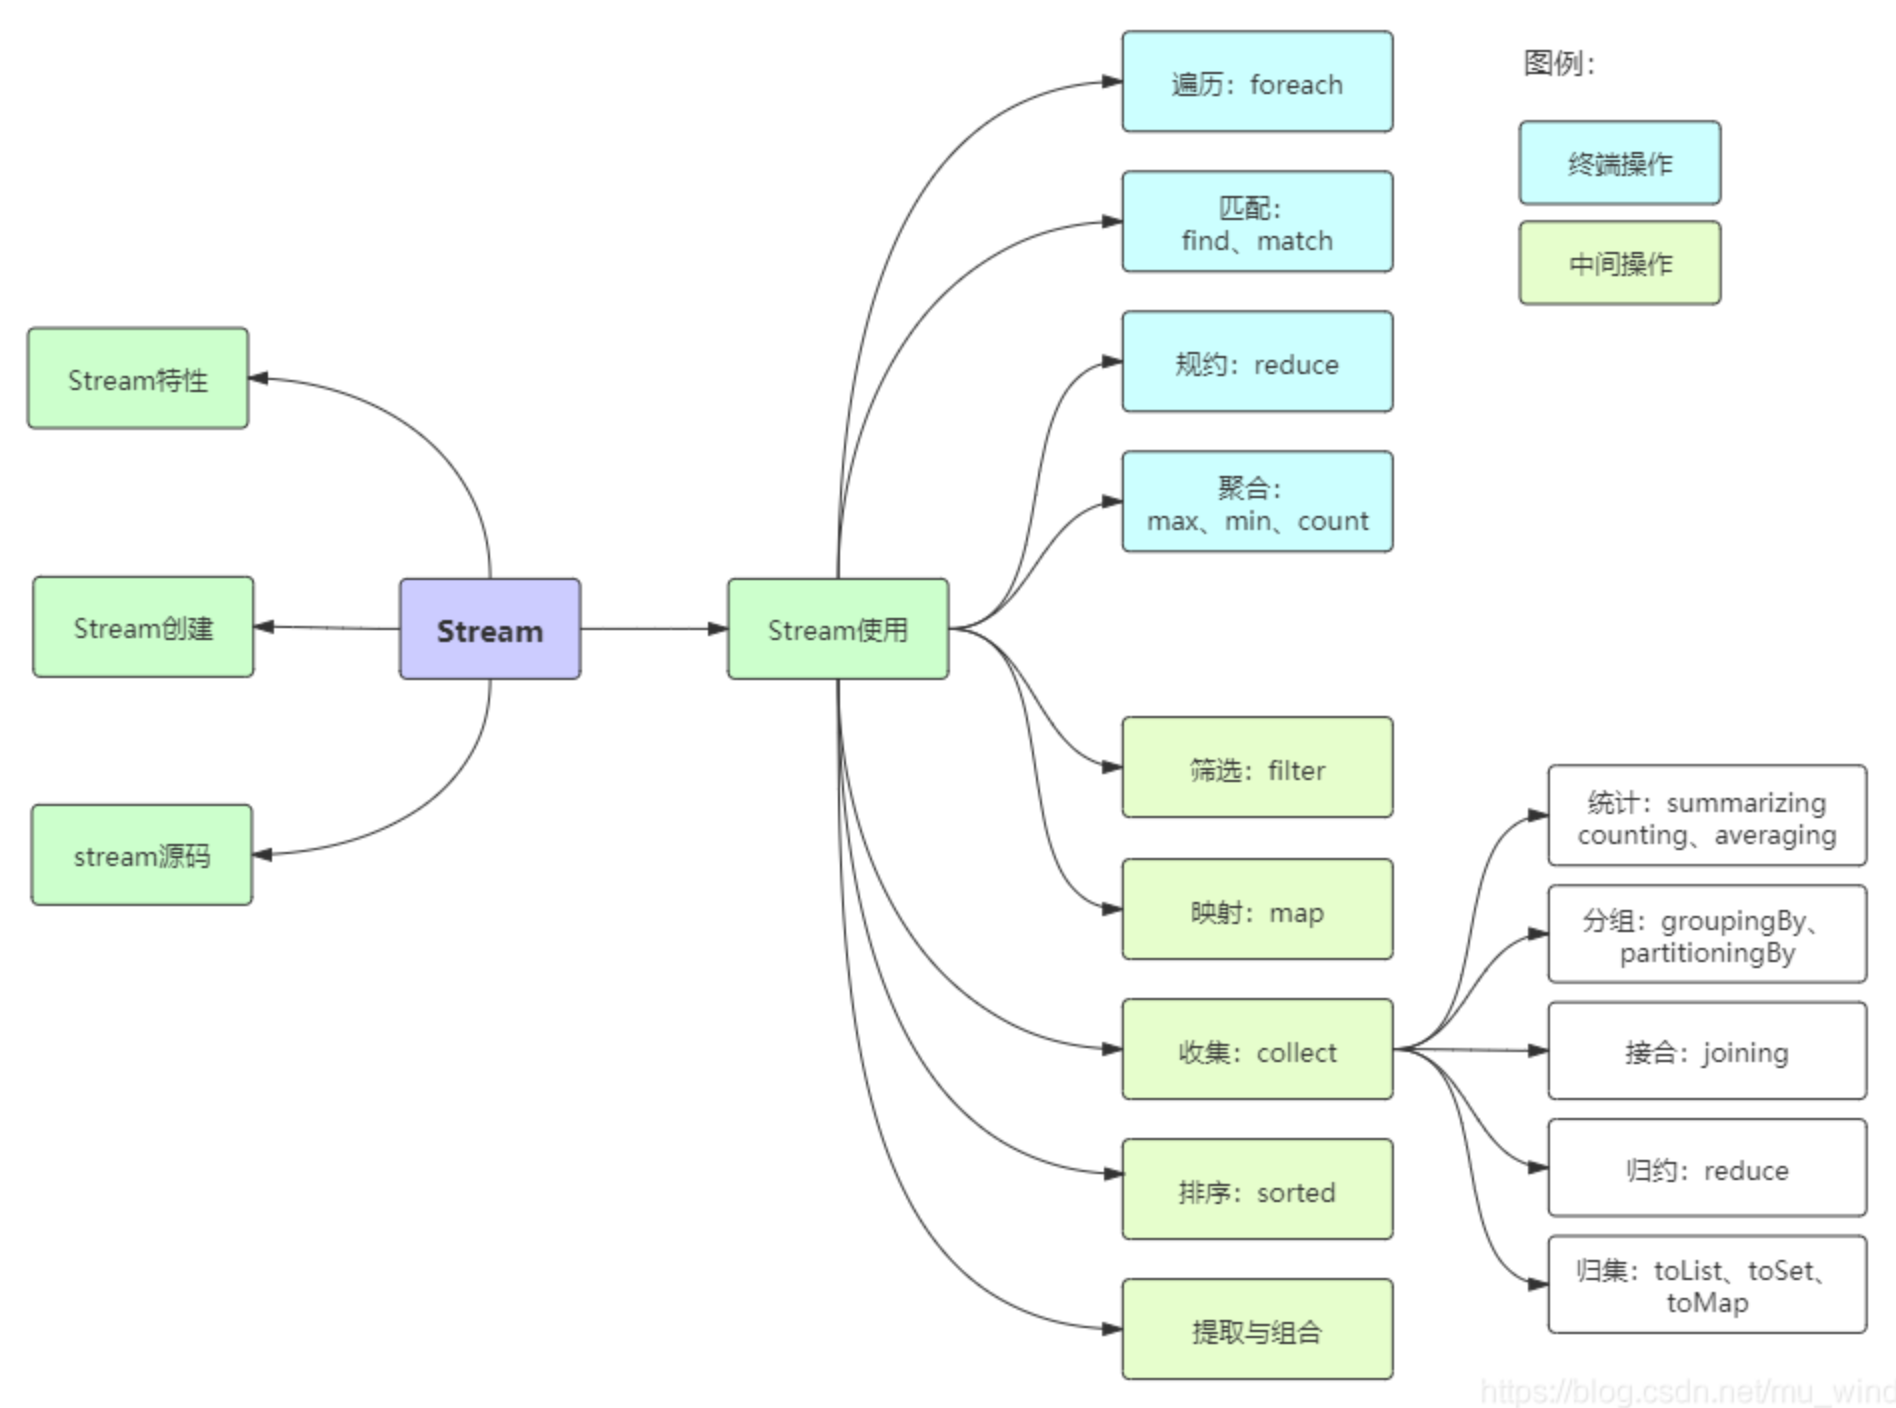 图例：
终端操作
中间操作
遍历：foreach
匹配：
find、match
规约：reduce
聚合：
max、min、count
Stream特性
Stream创建
Stream
Stream使用
stream源码
筛选：filter
映射：map
收集：collect
排序：sorted
提取与组合
统计：summarizing
counting、averaging
分组：groupingBy、
partitioningBy
接合：joining
归约：reduce
归集：toList、toSet、
toMap
https://blog.csdn.net/mu_wind